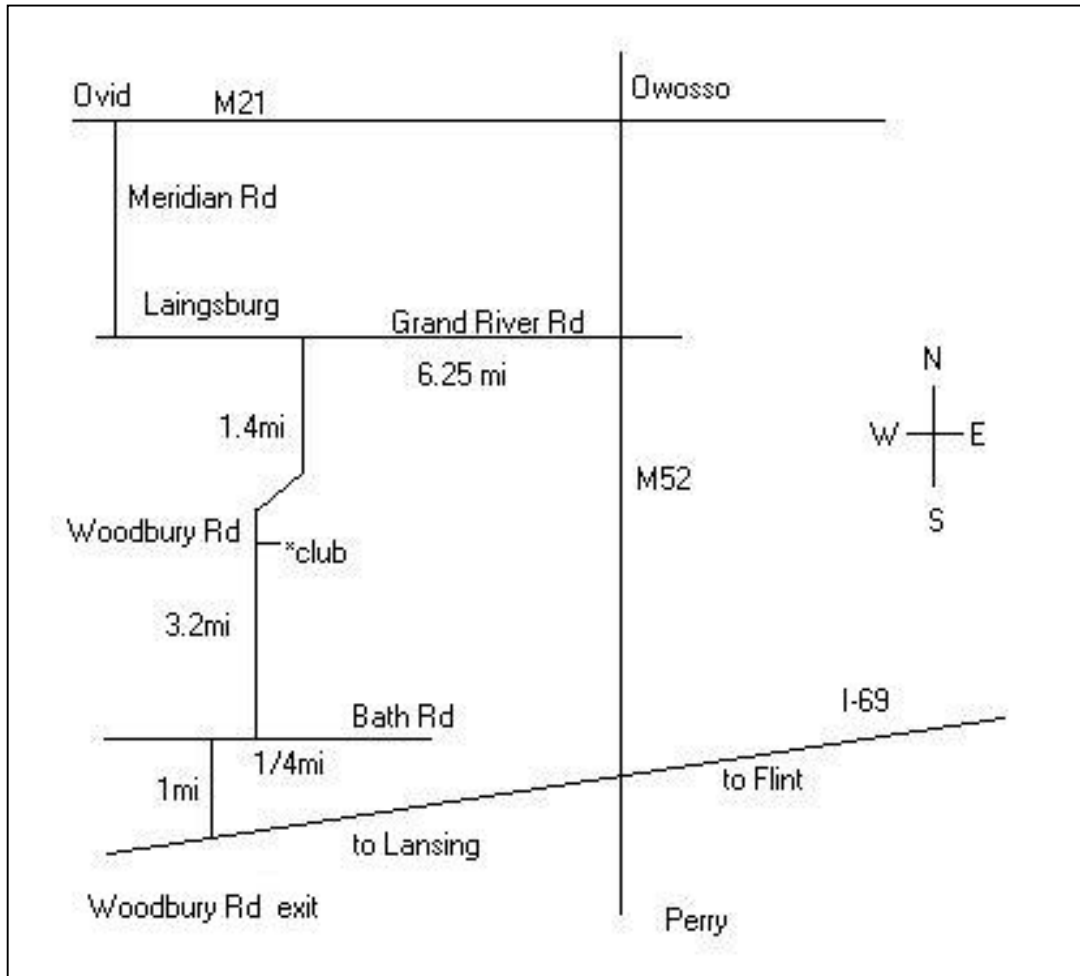 Ovid
M21
Owosso
Meridian Rd
Laingsburg
Grand River Rd
6.25 mi
N
1.4mi
W
E
M52
S
Woodbury Rd
*club
3.2mi
I-69
Bath Rd
1/4mi
1mi
to Flint
to Lansing
Woodbury Rd exit
Perry